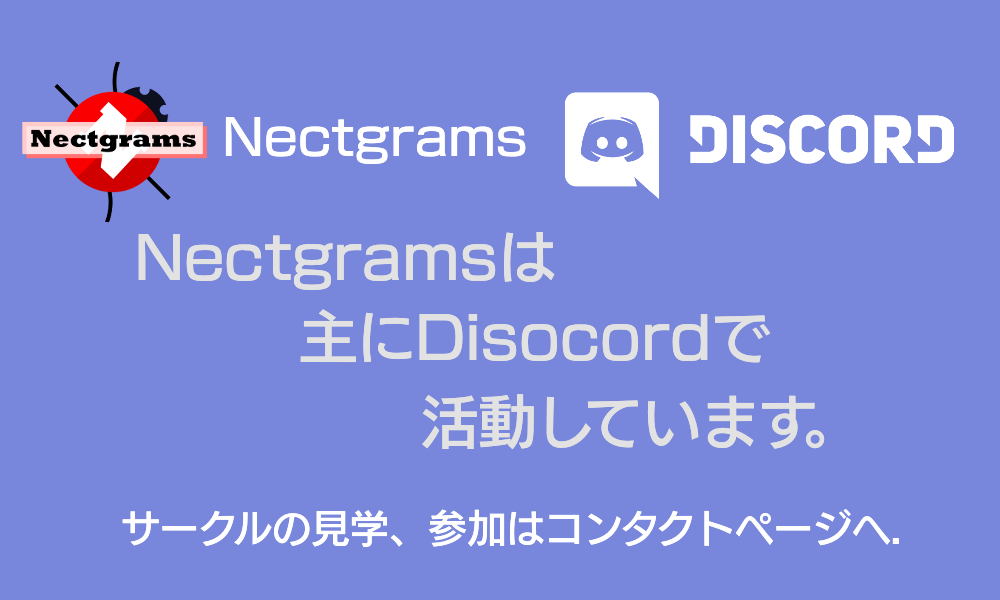 Nectgrams
Nectgrams
DISCORD
Nectgramsは
主にDisocordで
活動しています。
サークルの見学、参加はコンタクトページへ.